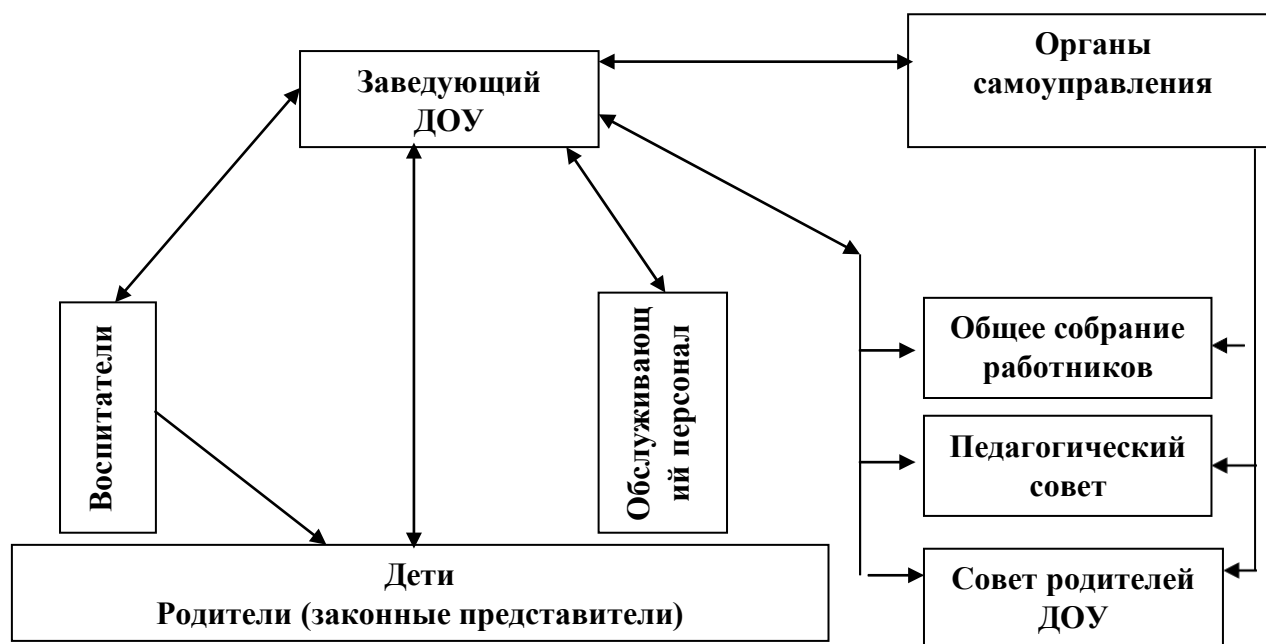 Органы
самоуправления
Заведующий
ДОУ
Воспитатели
Обслуживающ
ий персонал
Общее собрание
работников
Педагогический
совет
Совет родителей
ДОУ
Дети
Родители (законные представители)